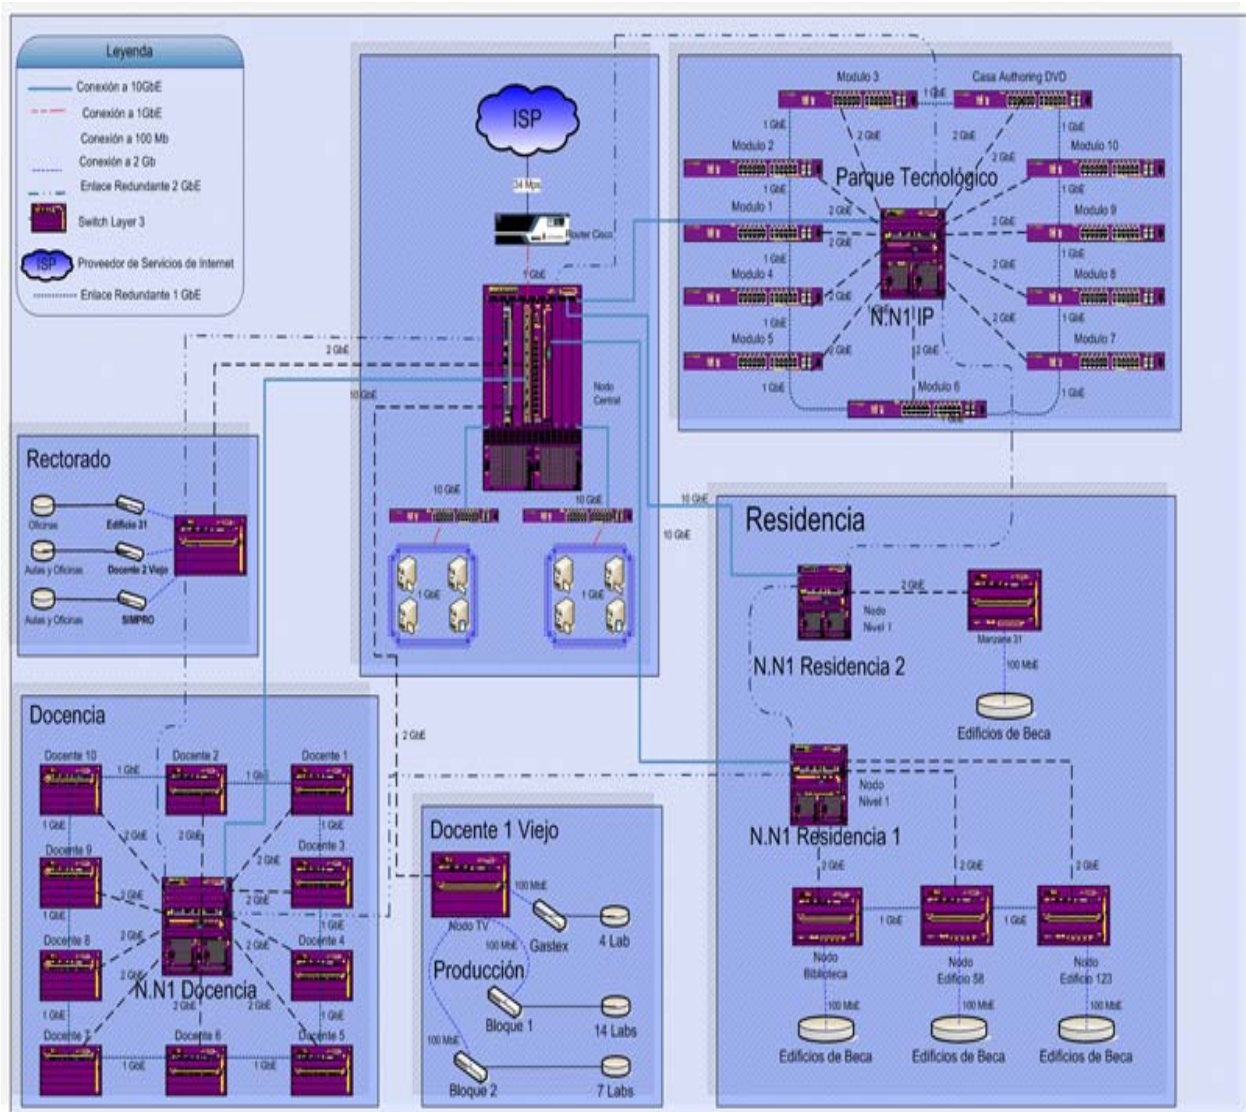 Leyenda
Conexión a 10GbE
Conexión a 1GbE
Conexión a 100 Mb
Conexión a 2 Gb
Enlace Redundante 2 GbE
Switch Layer 3
ISP
Proveedor de Servicios de Internet
Enlace Redundante 1 GbE
ISP
34 Mps
Router Cisco
1 GbE
Nodo
Central
2 GbE
10 GbE
10 GbE
10 GbE
1 GbE
1 GbE
10 GbE
10 GbE
2 GbE
Parque Tecnológico
N.N1 IP
Modulo 3
Casa Authoring DVD
1 GbE
1 GbE
1 GbE
2 GbE
2 GbE
Modulo 2
Modulo 10
1 GbE
2 GbE
2 GbE
1 GbE
Modulo 1
Modulo 9
2 GbE
2 GbE
1 GbE
1 GbE
Modulo 4
Modulo 8
2 GbE
2 GbE
1 GbE
1 GbE
Modulo 5
Modulo 7
2 GbE
2 GbE
2 GbE
1 GbE
1 GbE
Modulo 6
1 GbE
Rectorado
Oficinas
Edificio 31
Aulas y Oficinas
Docente 2 Viejo
Aulas y Oficinas
SIMPRO
Residencia
2 GbE
Nodo
Nivel 1
Manzana 31
N.N1 Residencia 2
100 MbE
Edificios de Beca
Nodo
Nivel 1
N.N1 Residencia 1
2 GbE
2 GbE
2 GbE
1 GbE
1 GbE
Nodo
Biblioteca
Nodo
Edificio 58
Nodo
Edificio 123
100 MbE
100 MbE
100 MbE
Edificios de Beca
Edificios de Beca
Edificios de Beca
Docencia
Docente 10
Docente 2
Docente 1
1 GbE
1 GbE
1 GbE
2 GbE
2 GbE
1 GbE
Docente 9
Docente 3
2 GbE
2 GbE
2 GbE
1 GbE
1 GbE
Docente 8
Docente 4
2 GbE
2 GbE
2 GbE
2 GbE
N.N1 Docencia
1 GbE
1 GbE
Docente 7
Docente 6
Docente 5
1 GbE
1 GbE
Docente 1 Viejo
100 MbE
Nodo TV
Gastex
4 Lab
100 MbE
Producción
Bloque 1
14 Labs
100 MbE
Bloque 2
7 Labs